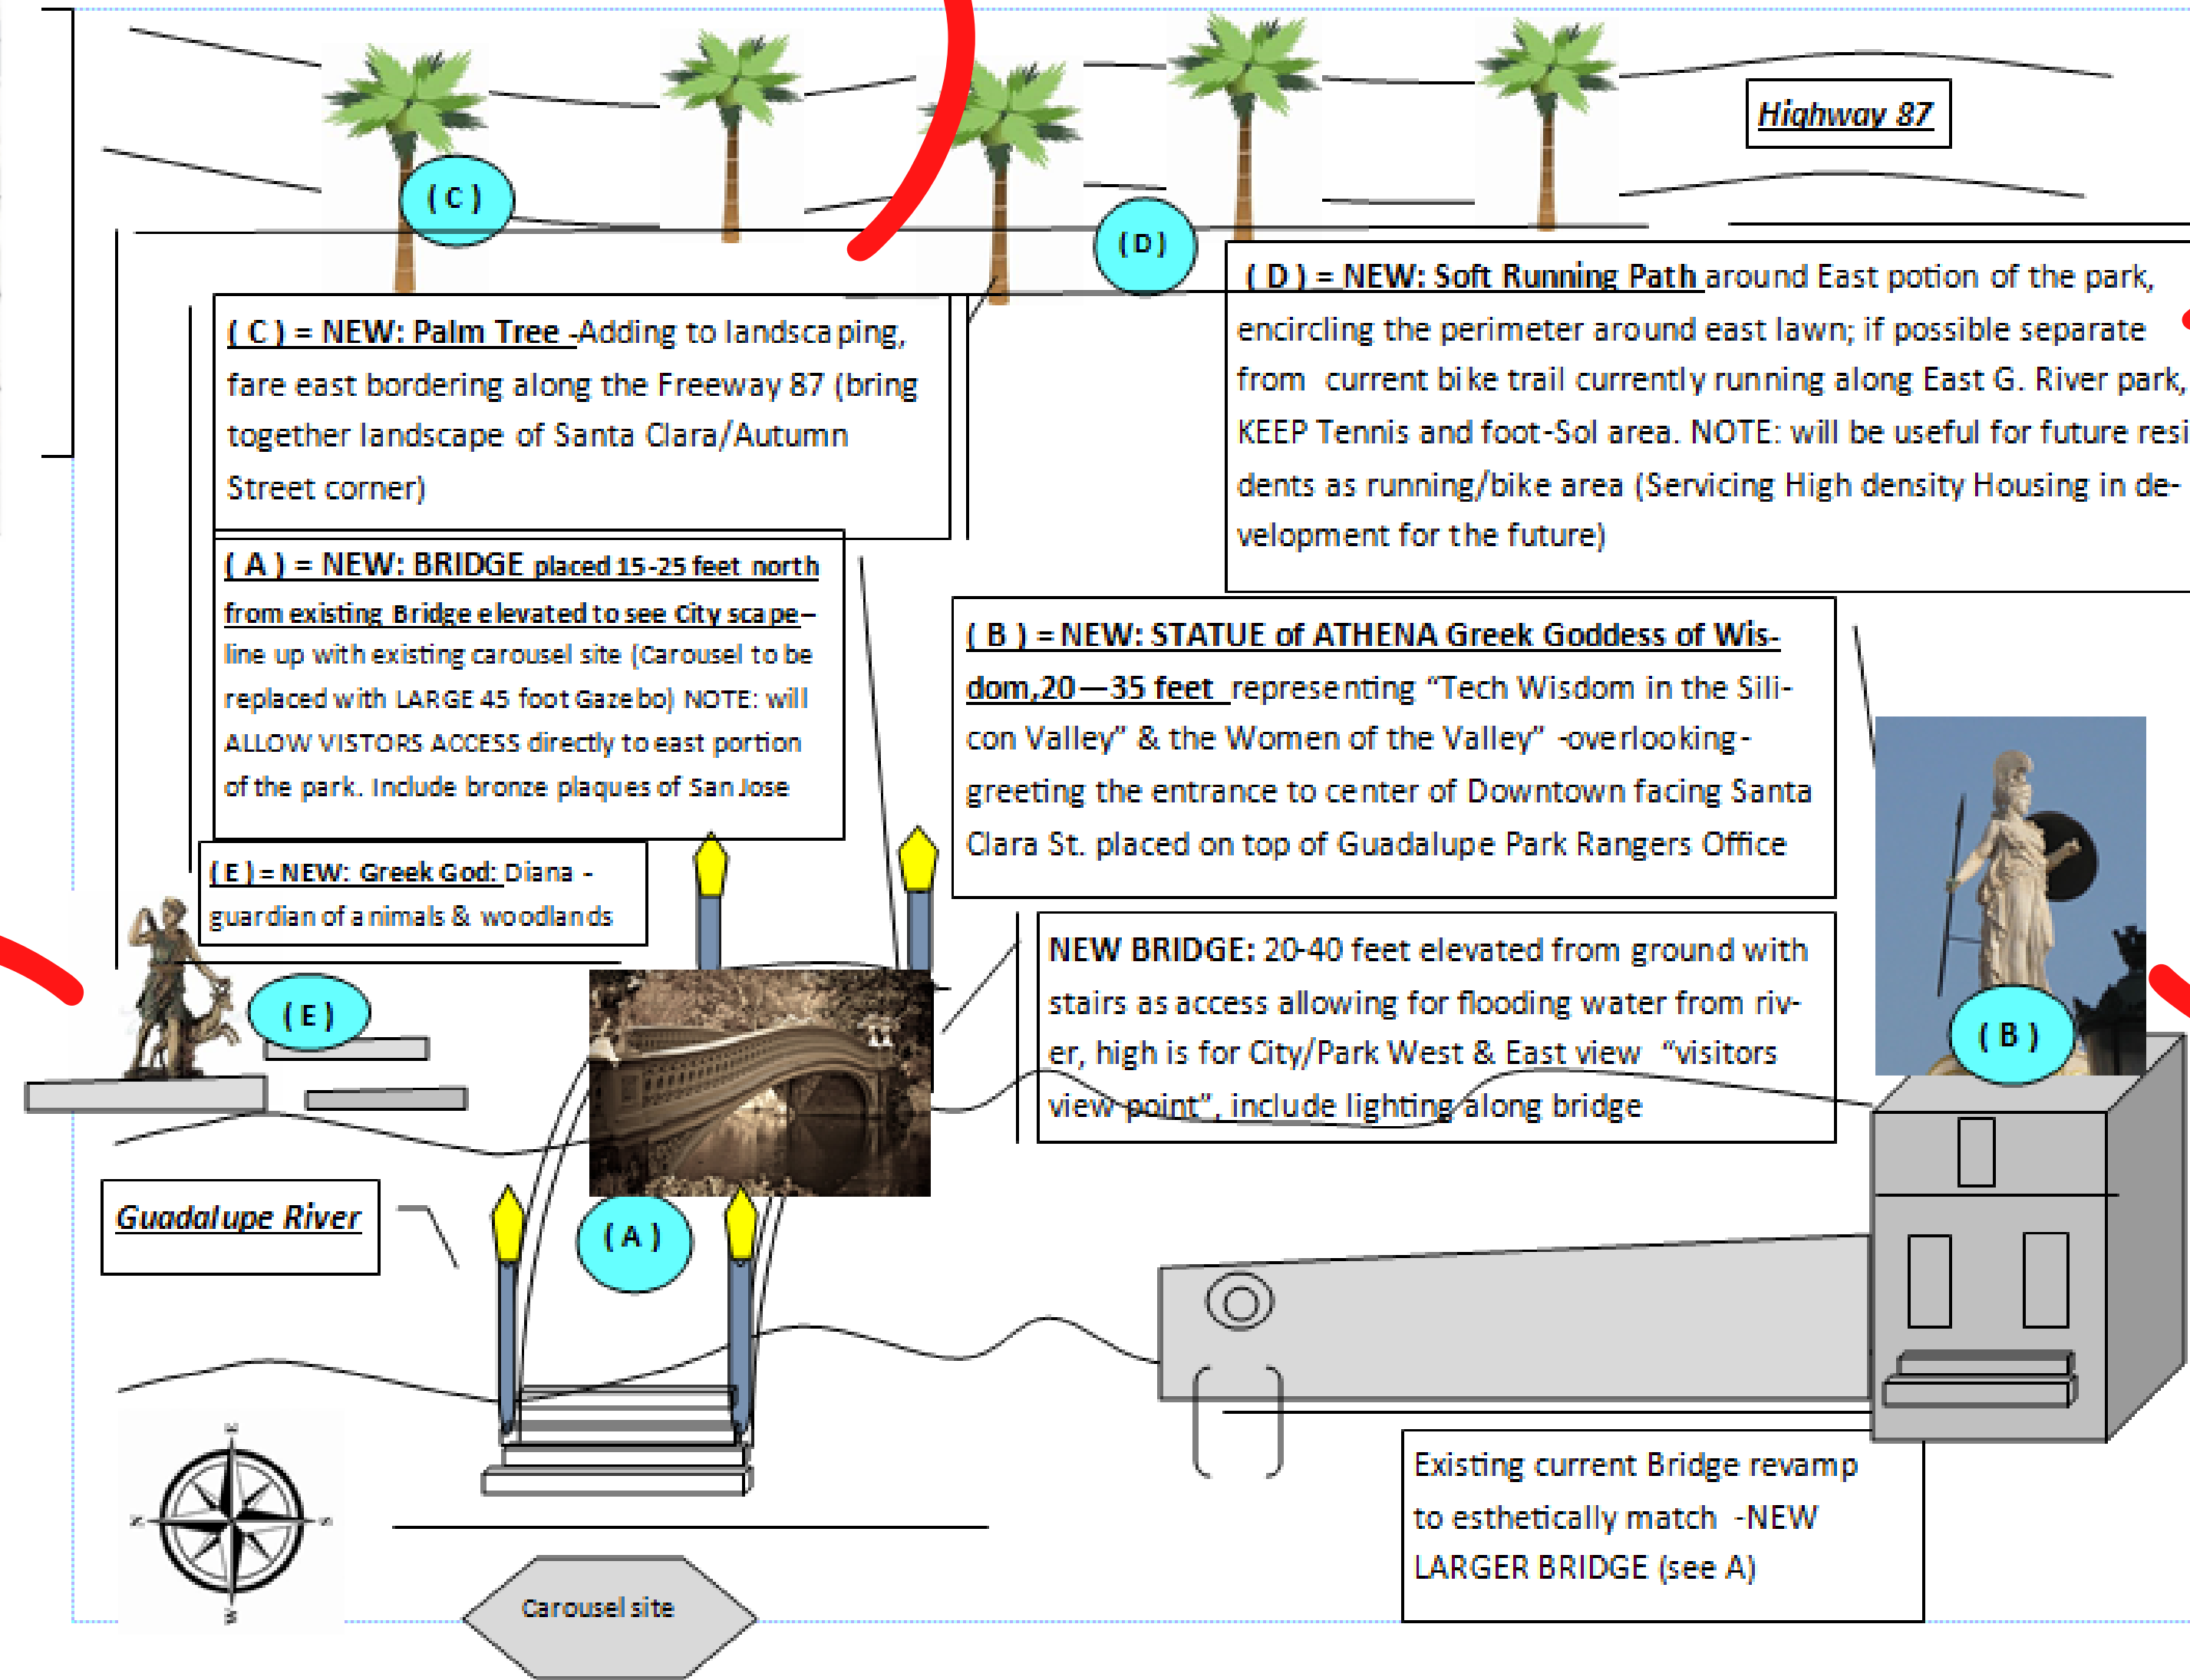 Highway 87
( C )
( D )
( D ) = NEW: Soft Running Path around East potion of the park,
encircling the perimeter around east lawn; if possible separate
from current bike trail currently running along East G. River park,
KEEP Tennis and foot-Sol area. NOTE: will be useful for future resi
dents as running/bike area (Servicing High density Housing in de-
velopment for the future)
( C ) = NEW: Palm Tree -Adding to landscaping,
fare east bordering along the Freeway 87 (bring
together landscape of Santa Clara/Autumn
Street corner)
( A ) = NEW: BRIDGE placed 15-25 feet north
from existing Bridge elevated to see City scape–
line up with existing carousel site (Carousel to be
replaced with LARGE 45 foot Gazebo) NOTE: will
ALLOW VISTORS ACCESS directly to east portion
of the park. Include bronze plaques of San Jose
( B ) = NEW: STATUE of ATHENA Greek Goddess of Wis-
dom,20—35 feet representing “Tech Wisdom in the Sili-
con Valley” & the Women of the Valley” -overlooking-
greeting the entrance to center of Downtown facing Santa
Clara St. placed on top of Guadalupe Park Rangers Office
( E ) = NEW: Greek God: Diana -
guardian of animals & woodlands
NEW BRIDGE: 20-40 feet elevated from ground with
stairs as access allowing for flooding water from riv-
er, high is for City/Park West & East view “visitors
view point”, include lighting along bridge
( E )
( B )
Guadalupe River
( A )
Existing current Bridge revamp
to esthetically match -NEW
LARGER BRIDGE (see A)
Carousel site